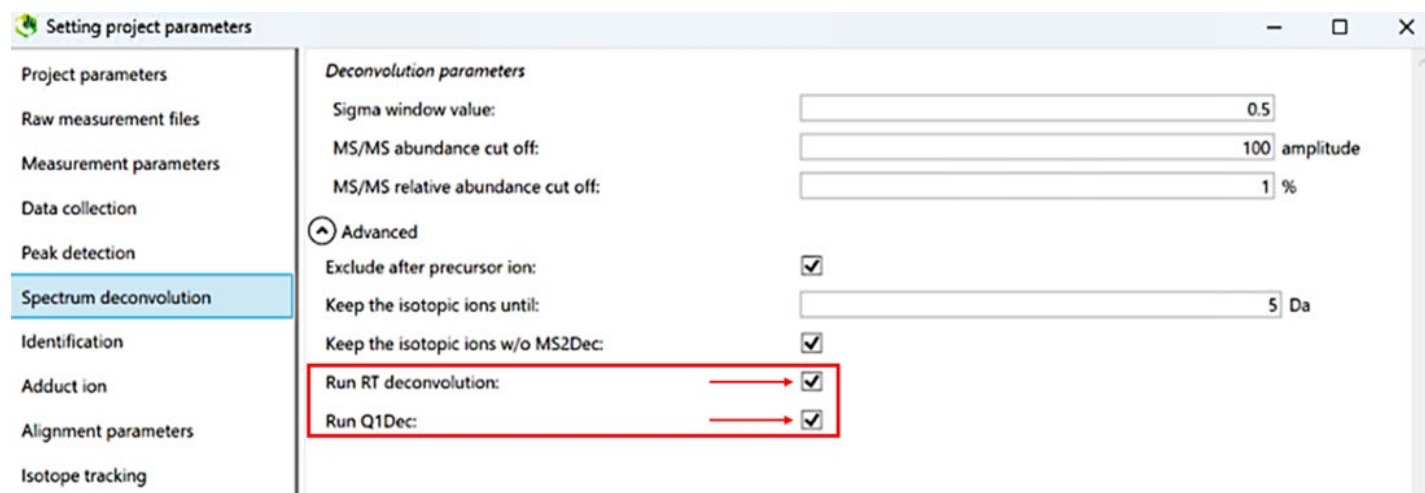 Setting project parameters
Project parameters
Raw measurement files
Measurement parameters
Data collection
Peak detection
Spectrum deconvolution
Identification
Adduct ion
Alignment parameters
Isotope tracking
Deconvolution parameters
Sigma window value: 0.5
MS/MS abundance cut off: 100 amplitude
MS/MS relative abundance cut off: 1 %
Advanced
Exclude after precursor ion:
Keep the isotopic ions until: 5 Da
Keep the isotopic ions w/o MS2Dec:
Run RT deconvolution:
Run Q1Dec: